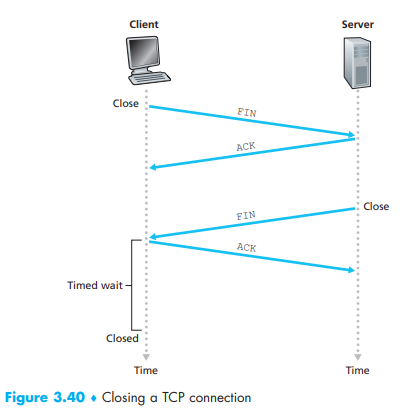 Client
Server
Close
FIN
ACK
Close
FIN
ACK
Timed wait
Closed
Time
Time
Figure 3.40 ♦ Closing a TCP connection